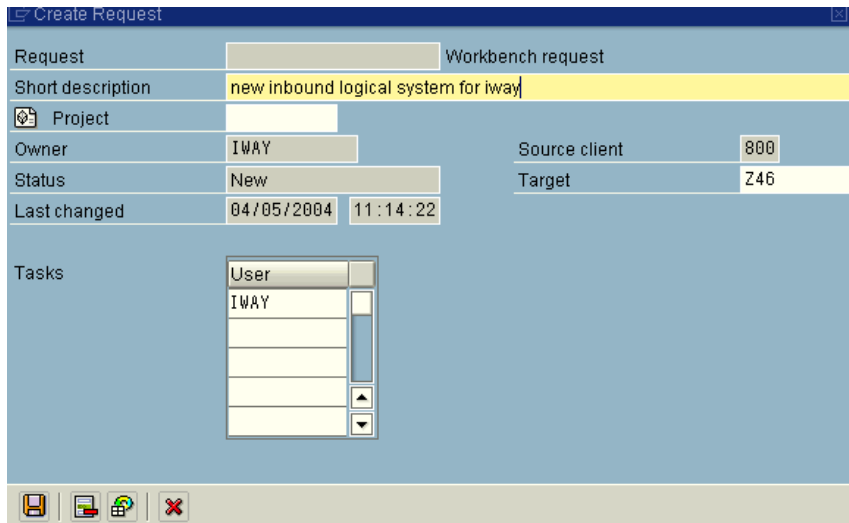 Create Request
Request Workbench request
Short description new inbound logical system for iway
Project
Owner IWAY Source client 800
Status New Target Z46
Last changed 04/05/2004 11:14:22
Tasks User
IWAY